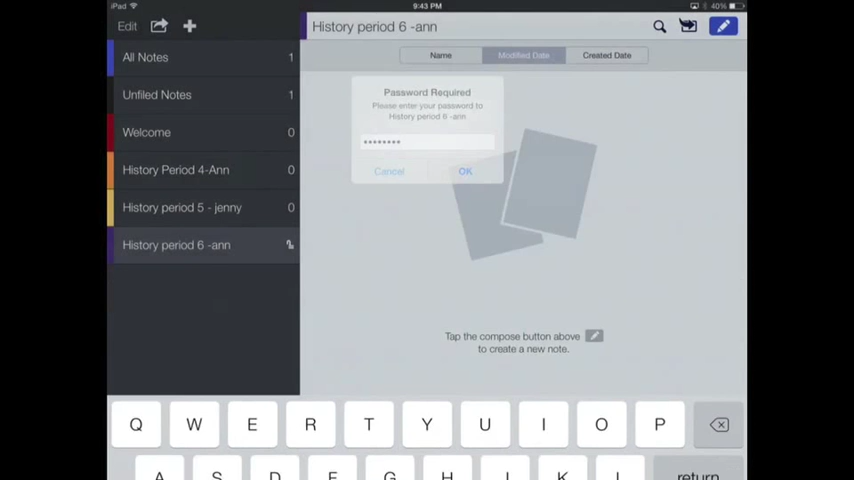 iPad 9:43 PM 40%
Edit
History period 6 -ann
All Notes 1
Unfiled Notes 1
Welcome 0
History Period 4-Ann 0
History period 5 - jenny 0
History period 6 -ann
Name Modified Date Created Date
Password Required
Please enter your password to
History period 6 -ann
••••••••
Cancel OK
Tap the compose button above
to create a new note.
Q W E R T Y U I O P
A S D F G H J K L return